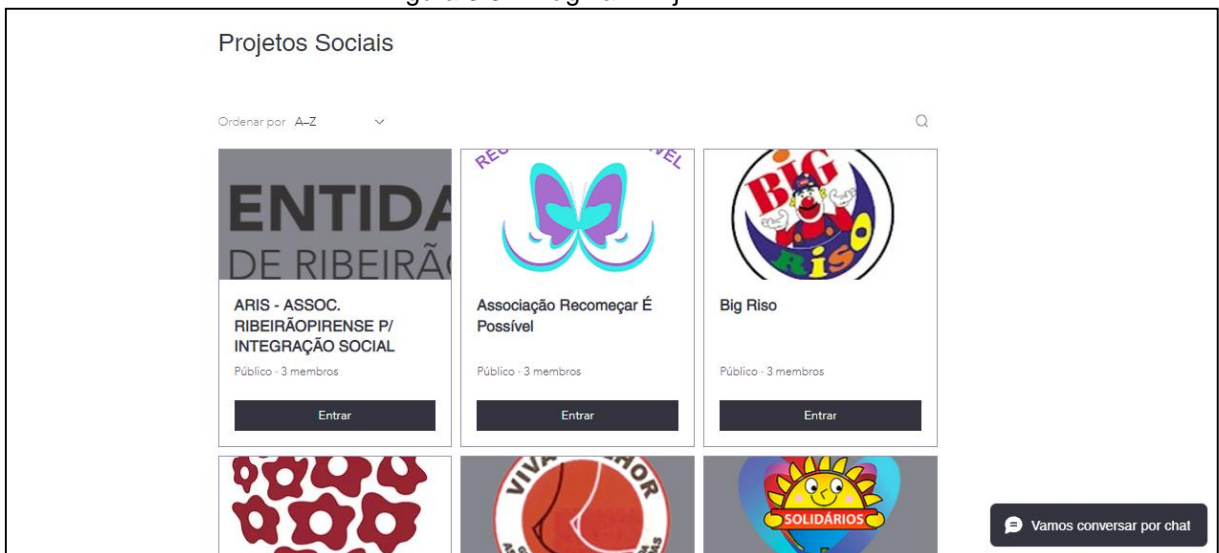 Projetos Sociais
Ordenar por A–Z
ENTIDA
DE RIBEIRÃ
ARIS - ASSOC.
RIBEIRÃOPIRENSE P/
INTEGRAÇÃO SOCIAL
Público · 3 membros
Entrar
Associação Recomeçar É
Possível
Público · 3 membros
Entrar
BIG
RISO
Big Riso
Público · 3 membros
Entrar
SOLIDÁRIOS
Vamos conversar por chat